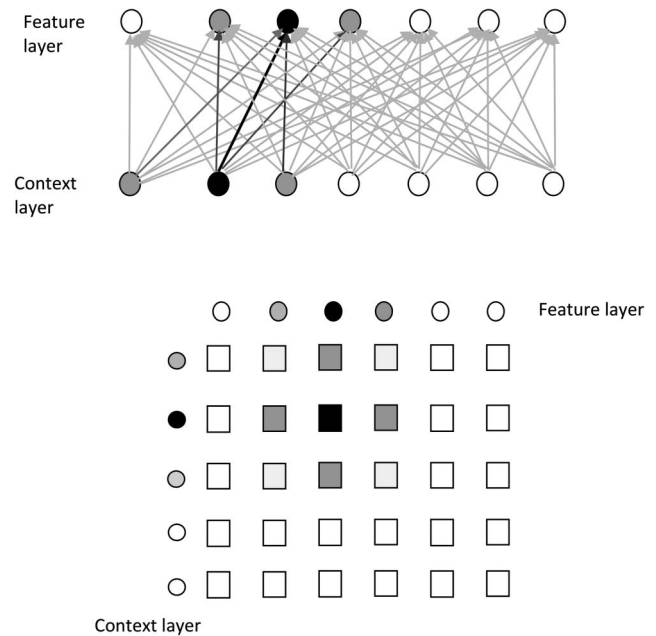 Feature
layer
Context
layer
Feature layer
Context layer